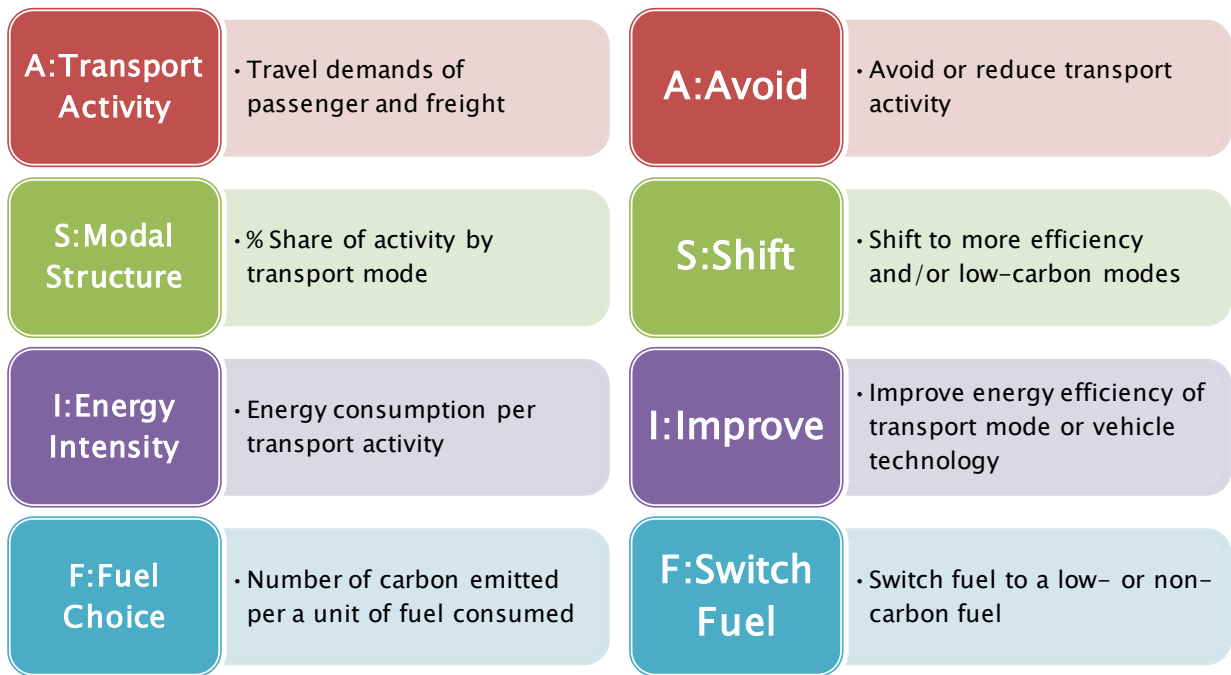 A:Transport
Activity
• Travel demands of
passenger and freight
A:Avoid
• Avoid or reduce transport
activity
S:Modal
Structure
• % Share of activity by
transport mode
S:Shift
• Shift to more efficiency
and/or low-carbon modes
I:Energy
Intensity
• Energy consumption per
transport activity
I:Improve
• Improve energy efficiency of
transport mode or vehicle
technology
F:Fuel
Choice
• Number of carbon emitted
per a unit of fuel consumed
F:Switch
Fuel
• Switch fuel to a low- or non-
carbon fuel